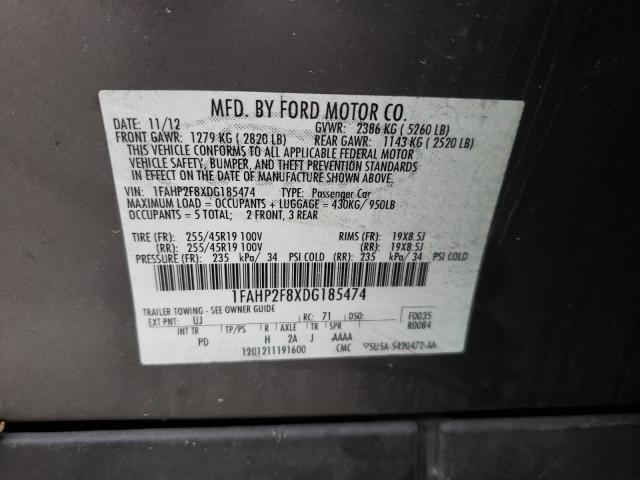 MFD. BY FORD MOTOR CO.
DATE: 11/12 GVWR: 2386 KG ( 5260 LB)
FRONT GAWR: 1279 KG ( 2820 LB) REAR GAWR: 1143 KG ( 2520 LB)
THIS VEHICLE CONFORMS TO ALL APPLICABLE FEDERAL MOTOR
VEHICLE SAFETY, BUMPER, AND THEFT PREVENTION STANDARDS
IN EFFECT ON THE DATE OF MANUFACTURE SHOWN ABOVE.
VIN: 1FAHP2F8XDG185474 TYPE: Passenger Car
MAXIMUM LOAD = OCCUPANTS + LUGGAGE = 430KG/ 950LB
OCCUPANTS = 5 TOTAL; 2 FRONT, 3 REAR
TIRE (FR): 255/45R19 100V RIMS (FR): 19X8.5J
(RR): 255/45R19 100V (RR): 19X8.5J
PRESSURE (FR): 235 kPa/ 34 PSI COLD (RR): 235 kPa/ 34 PSI COLD
1FAHP2F8XDG185474
TRAILER TOWING - SEE OWNER GUIDE
EXT PNT: UJ RC: 71 DSO: F0035
R0084
INT TR TP/PS R AXLE TR SPR
PD H 2A J AAAA
1201211191600 CMC 5U5A-5420472-AA